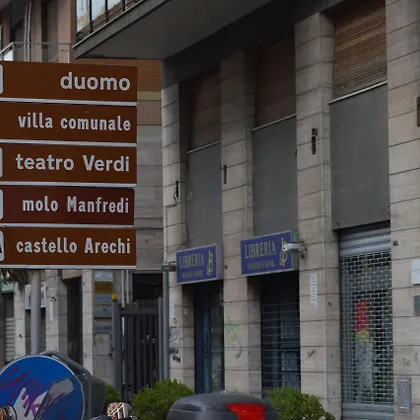 duomo
villa comunale
teatro Verdi
molo Manfredi
castello Arechi
LIBRERIA
LIBRERIA